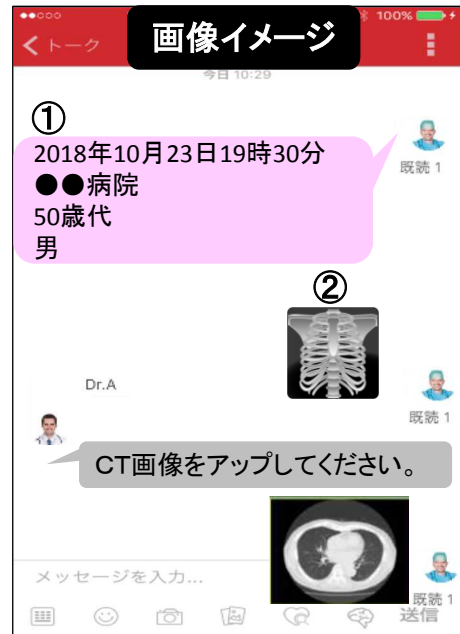 100%
トーク
画像イメージ
今日 10:29
①
2018年10月23日19時30分
●●病院
50歳代
男
既読 1
②
Dr.A
既読 1
CT画像をアップしてください。
メッセージを入力...
既読 1
送信